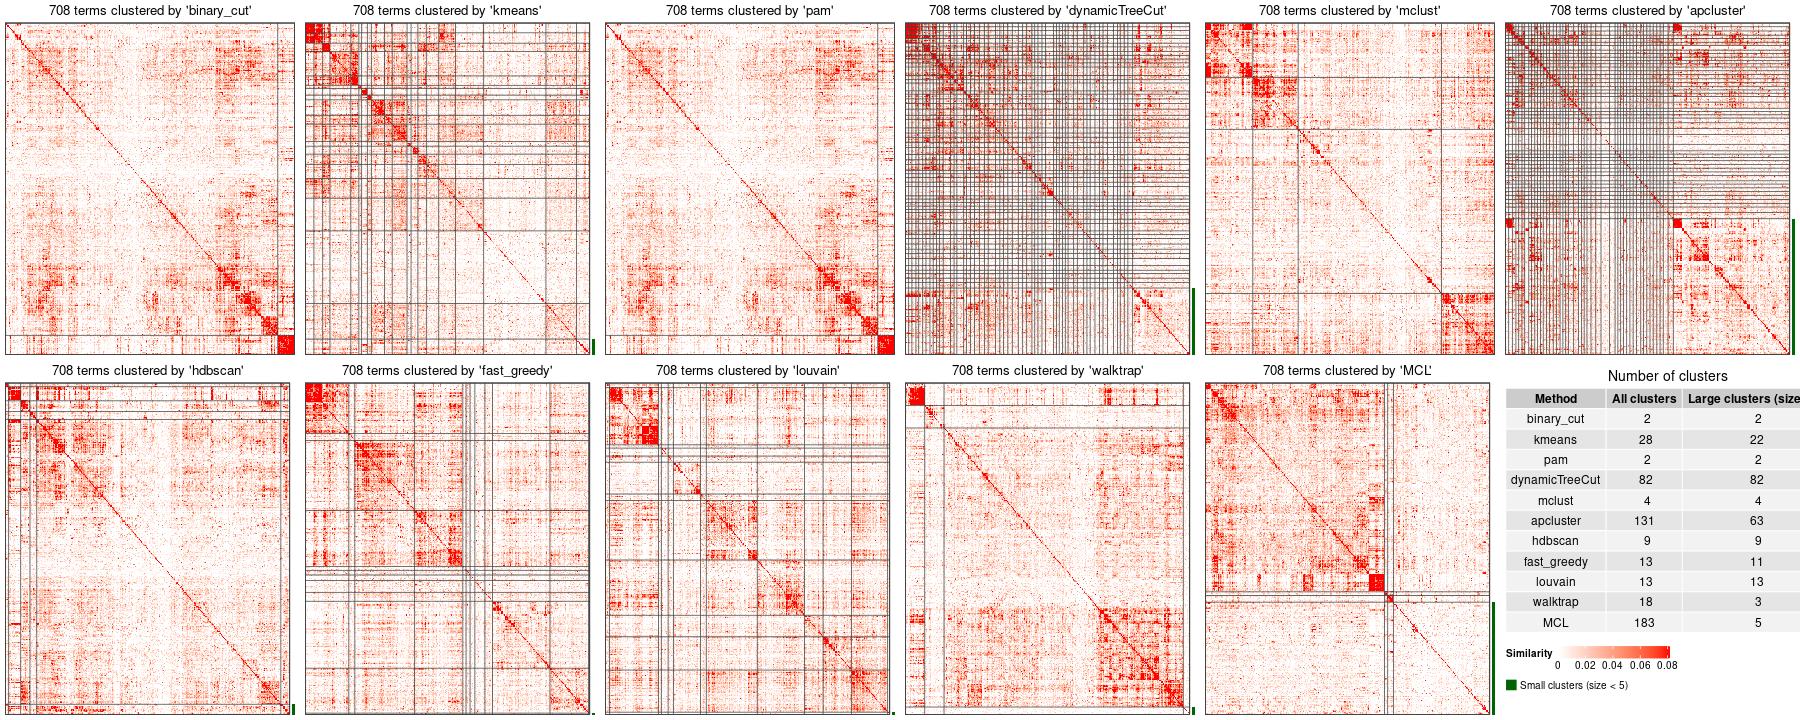 708 terms clustered by 'binary_cut'
708 terms clustered by 'kmeans'
708 terms clustered by 'pam'
708 terms clustered by 'dynamicTreeCut'
708 terms clustered by 'mclust'
708 terms clustered by 'apcluster'
708 terms clustered by 'hdbscan'
708 terms clustered by 'fast_greedy'
708 terms clustered by 'louvain'
708 terms clustered by 'walktrap'
708 terms clustered by 'MCL'
Number of clusters
Method All clusters Large clusters (size
binary_cut 2 2
kmeans 28 22
pam 2 2
dynamicTreeCut 82 82
mclust 4 4
apcluster 131 63
hdbscan 9 9
fast_greedy 13 11
louvain 13 13
walktrap 18 3
MCL 183 5
Similarity
0 0.02 0.04 0.06 0.08
Small clusters (size < 5)